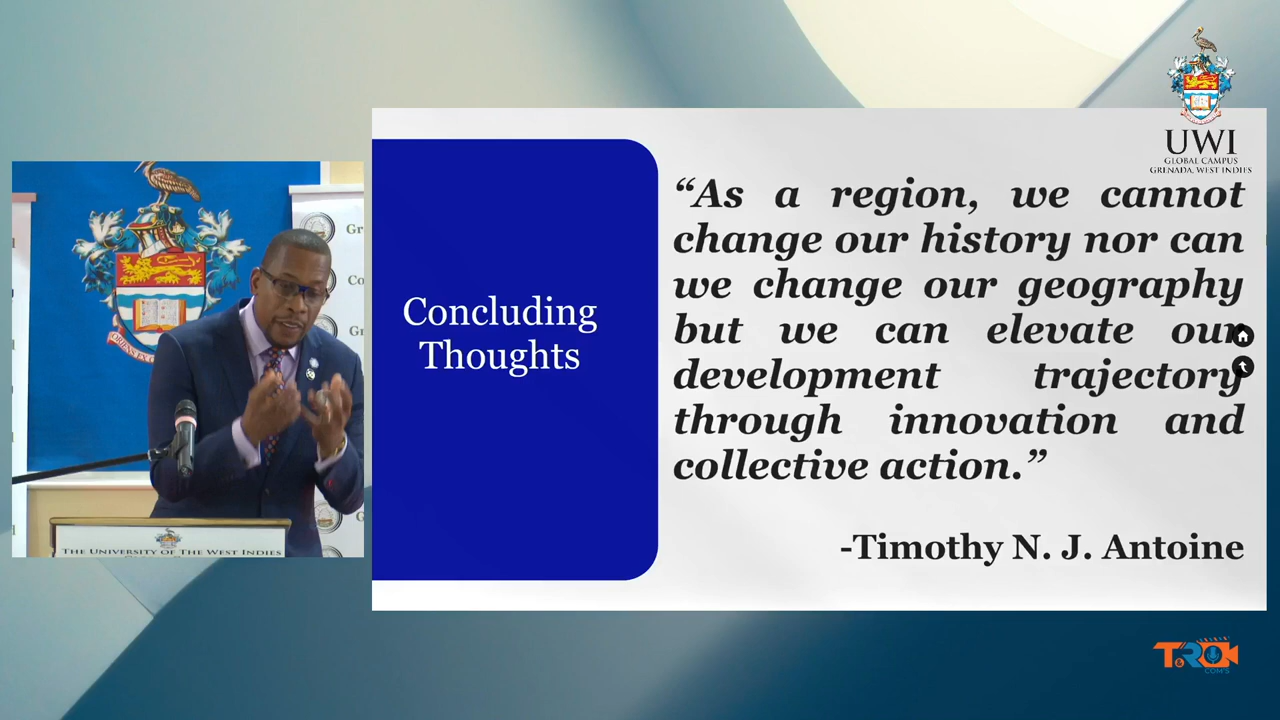 UWI
GLOBAL CAMPUS
GRENADA, WEST INDIES
Concluding
Thoughts
“As a region, we cannot
change our history nor can
we change our geography
but we can elevate our
development trajectory
through innovation and
collective action.”
-Timothy N. J. Antoine
THE UNIVERSITY OF THE WEST INDIES
T&RO
COM'S